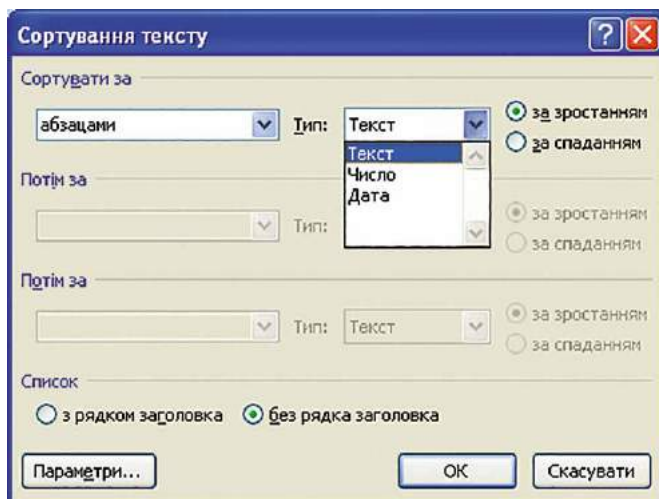 Сортування тексту
Сортувати за
абзацами
Тип: Текст
за зростанням
за спаданням
Текст
Число
Дата
Потім за
Тип:
за зростанням
за спаданням
Потім за
Тип: Текст
за зростанням
за спаданням
Список
з рядком заголовка без рядка заголовка
Параметри... ОК Скасувати